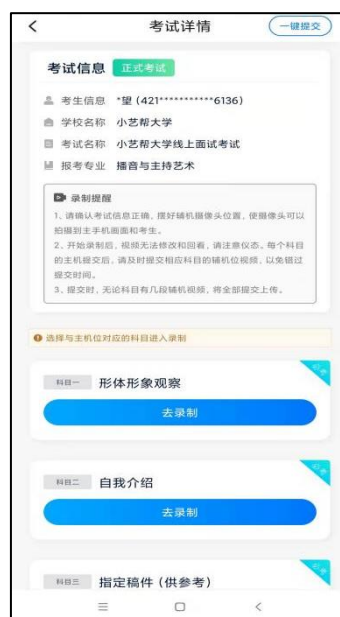 考试详情
一键提交
考试信息 正式考试
考生信息 *望 (421***********6136)
学校名称 小艺帮大学
考试名称 小艺帮大学线上面试考试
报考专业 播音与主持艺术
录制提醒
1、请确认考试信息正确，摆好辅机摄像头位置，使摄像头可以
拍摄到主手机画面和考生。
2、开始录制后，视频无法修改和回看，请注意仪态。每个科目
的主机提交后，请及时提交相应科目的辅机位视频，以免错过
提交时间。
3、提交时，无论科目有几段辅机视频，将全部提交上传。
选择与主机位对应的科目进入录制
必考
科目一 形体形象观察
去录制
必考
科目二 自我介绍
去录制
必考
科目三 指定稿件 (供参考)